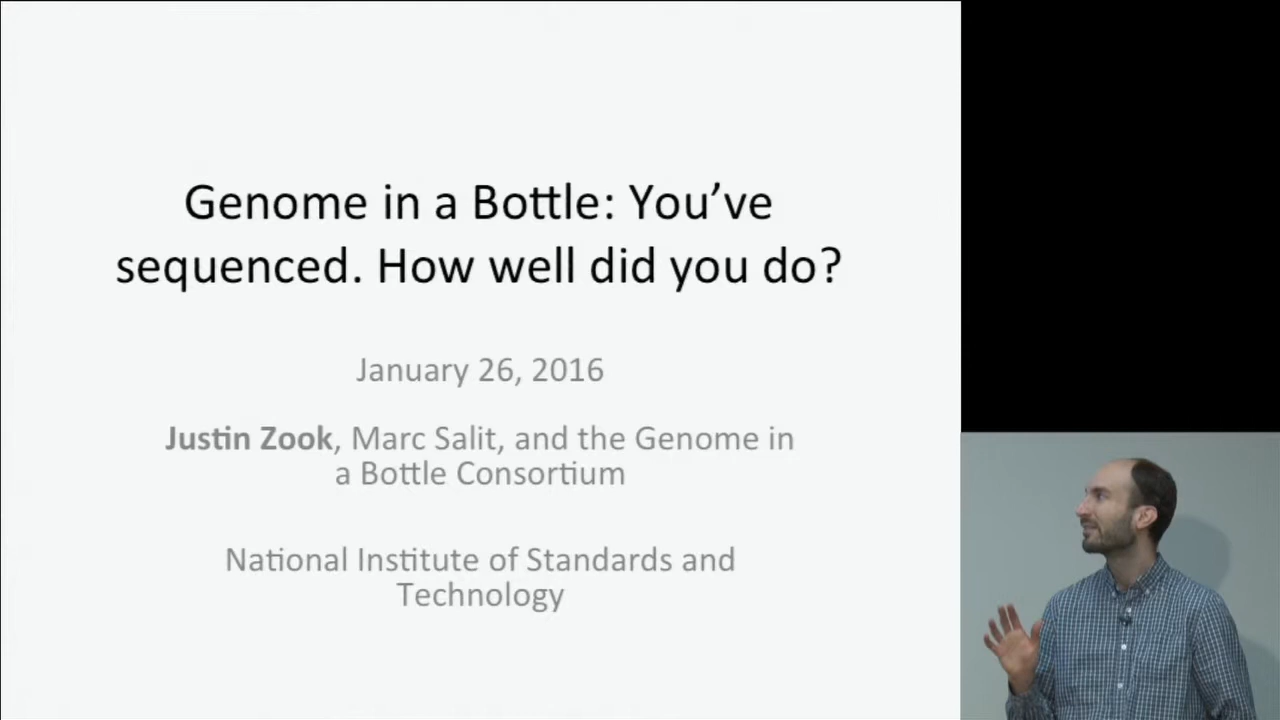 Genome in a Bottle: You’ve
sequenced. How well did you do?
January 26, 2016
Justin Zook, Marc Salit, and the Genome in
a Bottle Consortium
National Institute of Standards and
Technology